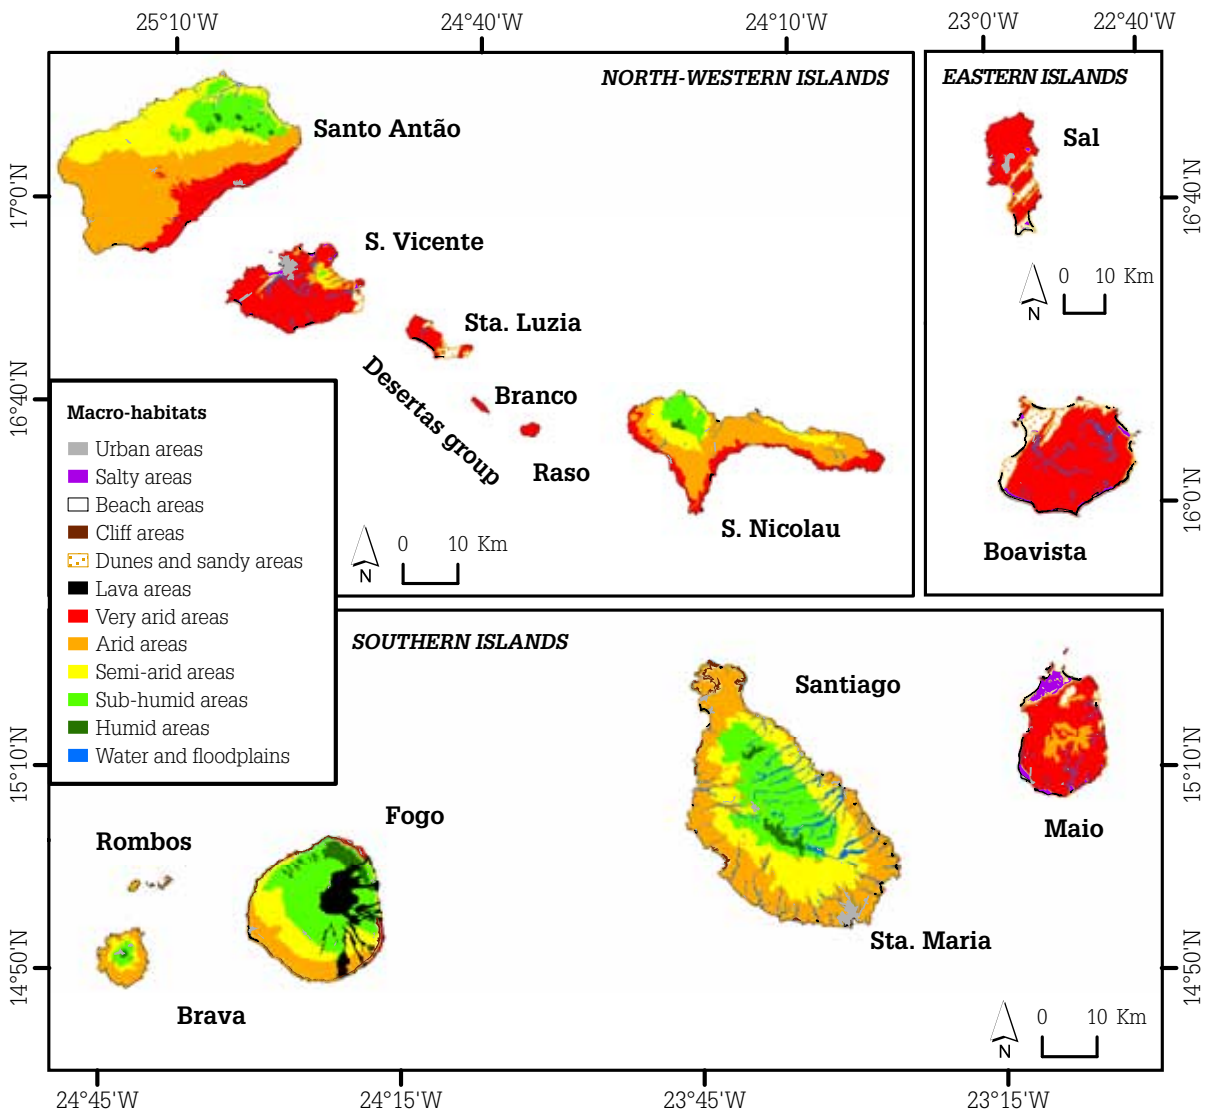 25°10'W
24°40'W
24°10'W
23°0'W
22°40'W
NORTH-WESTERN ISLANDS
EASTERN ISLANDS
Santo Antão
Sal
17°0'N
16°40'N
S. Vicente
0 10 Km
N
Sta. Luzia
Desertas group
Branco
16°40'N
Raso
S. Nicolau
16°0'N
Boavista
0 10 Km
N
Macro-habitats
Urban areas
Salty areas
Beach areas
Cliff areas
Dunes and sandy areas
Lava areas
Very arid areas
Arid areas
Semi-arid areas
Sub-humid areas
Humid areas
Water and floodplains
SOUTHERN ISLANDS
Santiago
15°10'N
15°10'N
Maio
Fogo
Rombos
Sta. Maria
14°50'N
14°50'N
Brava
0 10 Km
N
24°45'W
24°15'W
23°45'W
23°15'W